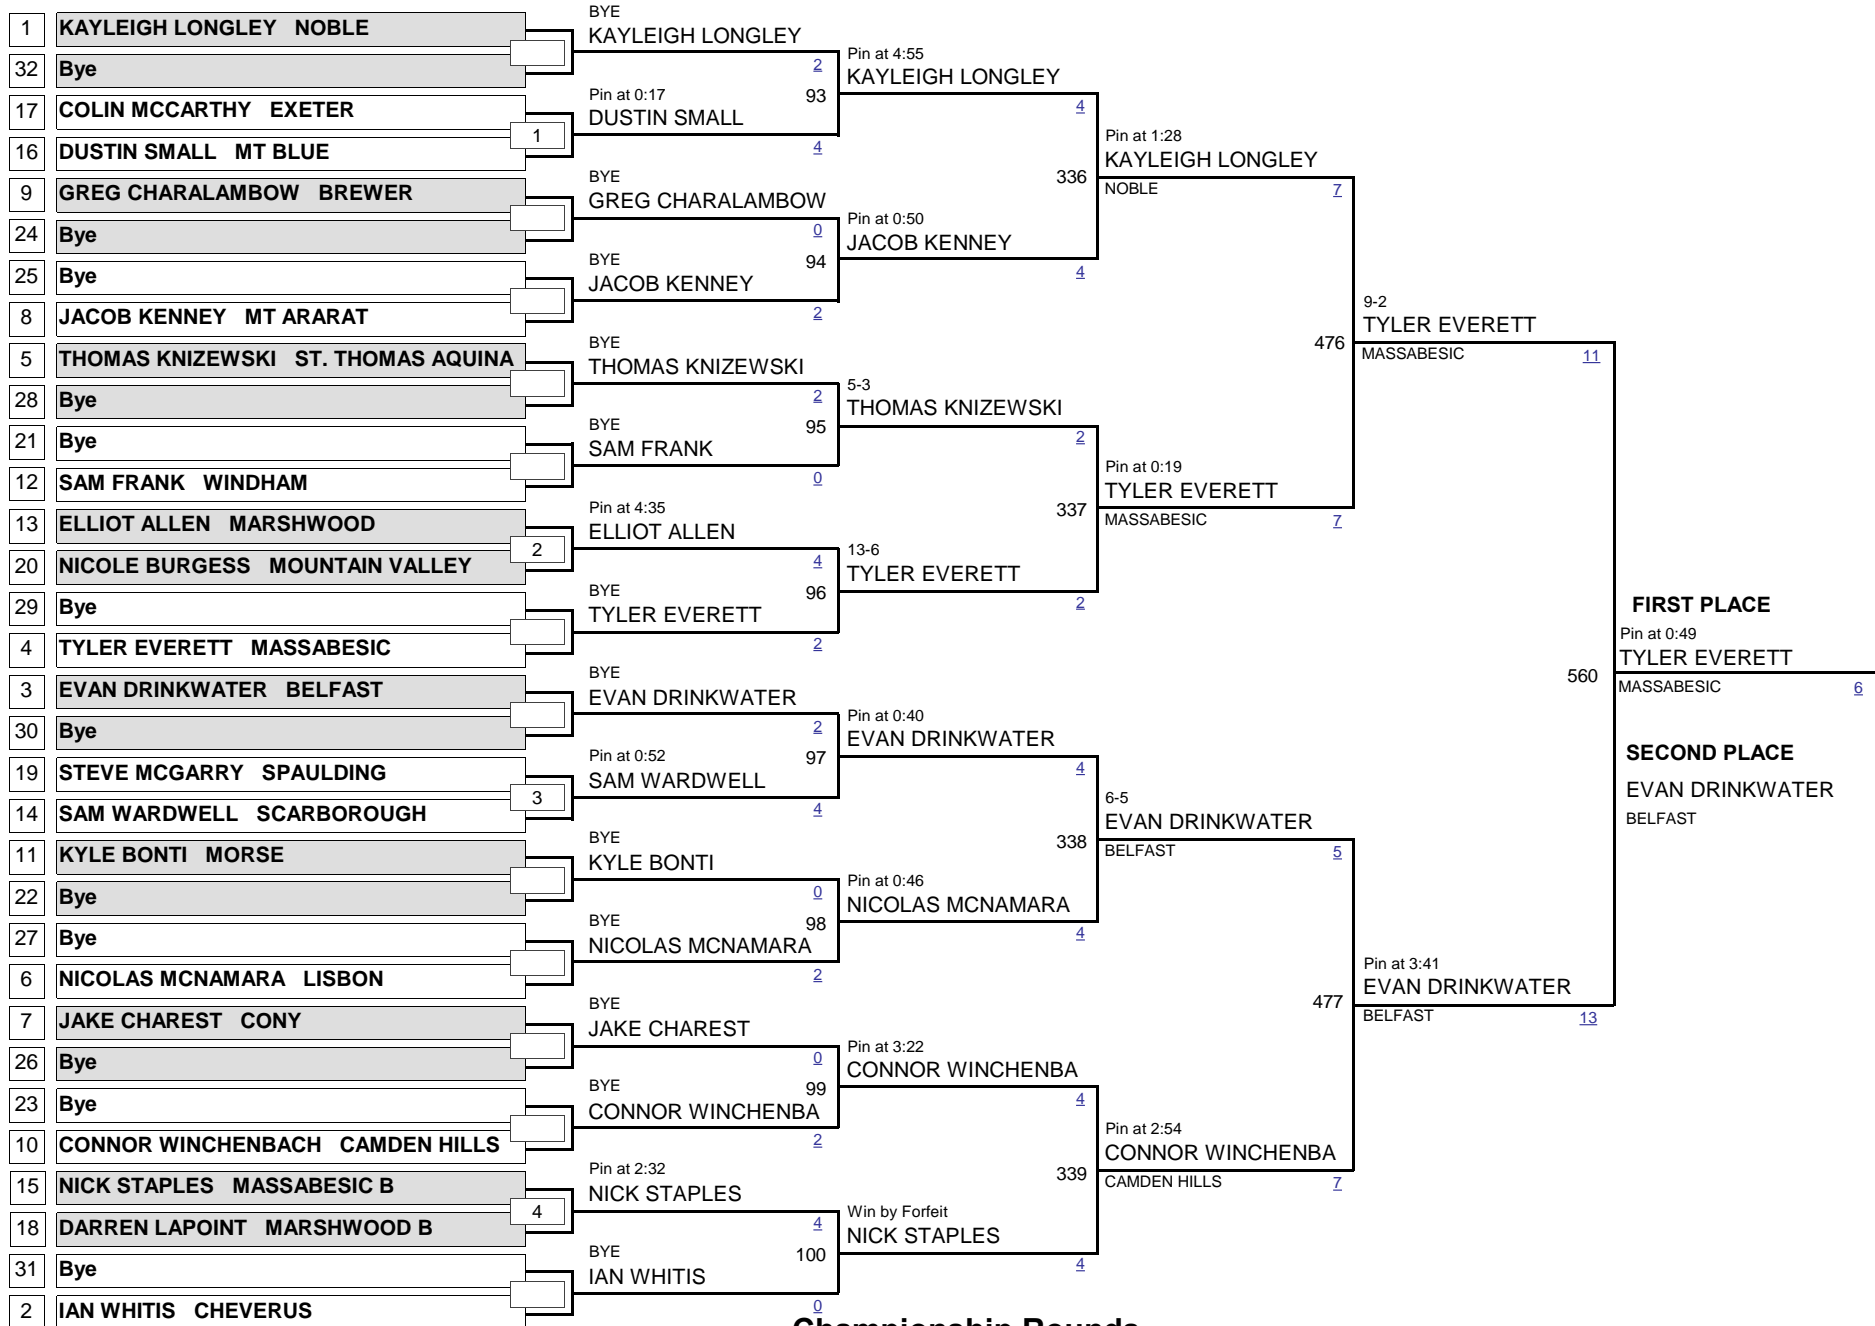 1 KAYLEIGH LONGLEY NOBLE
32 Bye
17 COLIN MCCARTHY EXETER
1
16 DUSTIN SMALL MT BLUE
9 GREG CHARALAMBOW BREWER
24 Bye
25 Bye
8 JACOB KENNEY MT ARARAT
5 THOMAS KNIZEWSKI ST. THOMAS AQUINA
28 Bye
21 Bye
12 SAM FRANK WINDHAM
13 ELLIOT ALLEN MARSHWOOD
2
20 NICOLE BURGESS MOUNTAIN VALLEY
29 Bye
4 TYLER EVERETT MASSABESIC
3 EVAN DRINKWATER BELFAST
30 Bye
19 STEVE MCGARRY SPAULDING
3
14 SAM WARDWELL SCARBOROUGH
11 KYLE BONTI MORSE
22 Bye
27 Bye
6 NICOLAS MCNAMARA LISBON
7 JAKE CHAREST CONY
26 Bye
23 Bye
10 CONNOR WINCHENBACH CAMDEN HILLS
15 NICK STAPLES MASSABESIC B
4
18 DARREN LAPOINT MARSHWOOD B
31 Bye
2 IAN WHITIS CHEVERUS
BYE
KAYLEIGH LONGLEY
2
93
Pin at 0:17
DUSTIN SMALL
4
BYE
GREG CHARALAMBOW
0
94
BYE
JACOB KENNEY
2
BYE
THOMAS KNIZEWSKI
2
95
BYE
SAM FRANK
0
Pin at 4:35
ELLIOT ALLEN
4
96
BYE
TYLER EVERETT
2
BYE
EVAN DRINKWATER
2
97
Pin at 0:52
SAM WARDWELL
4
BYE
KYLE BONTI
0
98
BYE
NICOLAS MCNAMARA
2
BYE
JAKE CHAREST
0
99
BYE
CONNOR WINCHENBA
2
Pin at 2:32
NICK STAPLES
4
100
BYE
IAN WHITIS
0
Pin at 4:55
KAYLEIGH LONGLEY
4
336
Pin at 0:50
JACOB KENNEY
4
5-3
THOMAS KNIZEWSKI
2
337
13-6
TYLER EVERETT
2
Pin at 0:40
EVAN DRINKWATER
4
338
Pin at 0:46
NICOLAS MCNAMARA
4
Pin at 3:22
CONNOR WINCHENBA
4
339
Win by Forfeit
NICK STAPLES
4
Pin at 1:28
KAYLEIGH LONGLEY
NOBLE 7
476
Pin at 0:19
TYLER EVERETT
MASSABESIC 7
6-5
EVAN DRINKWATER
BELFAST 5
477
Pin at 2:54
CONNOR WINCHENBA
CAMDEN HILLS 7
9-2
TYLER EVERETT
MASSABESIC 11
560
Pin at 3:41
EVAN DRINKWATER
BELFAST 13
FIRST PLACE
Pin at 0:49
TYLER EVERETT
MASSABESIC 6
SECOND PLACE
EVAN DRINKWATER
BELFAST
Championship Rounds